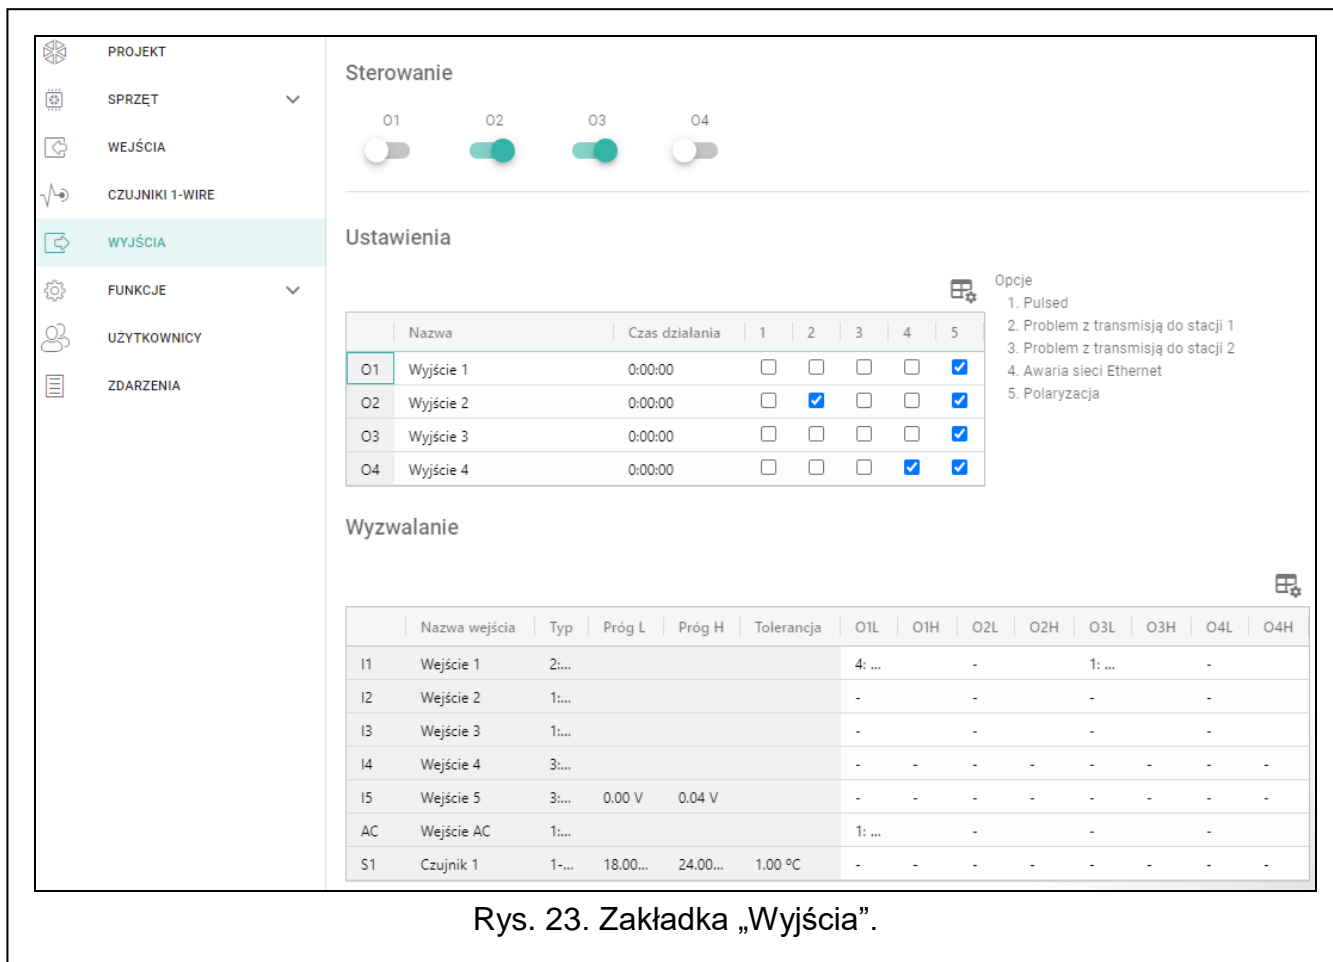 PROJEKT
SPRZĘT
WEJŚCIA
CZUJNIKI 1-WIRE
WYJŚCIA
FUNKCJE
UŻYTKOWNICY
ZDARZENIA
Sterowanie
O1 O2 O3 O4
Ustawienia
Opcje
1. Pulsed
2. Problem z transmisją do stacji 1
3. Problem z transmisją do stacji 2
4. Awaria sieci Ethernet
5. Polaryzacja
Nazwa Czas działania 1 2 3 4 5
O1 Wyjście 1 0:00:00
O2 Wyjście 2 0:00:00
O3 Wyjście 3 0:00:00
O4 Wyjście 4 0:00:00
Wyzwalanie
Nazwa wejścia Typ Próg L Próg H Tolerancja O1L O1H O2L O2H O3L O3H O4L O4H
I1 Wejście 1 2:... 4: ... - 1: ... -
I2 Wejście 2 1:... - - - -
I3 Wejście 3 1:... - - - -
I4 Wejście 4 3:... - - - - - - - -
I5 Wejście 5 3:... 0.00 V 0.04 V - - - - - - - -
AC Wejście AC 1:... 1: ... - - -
S1 Czujnik 1 1-... 18.00... 24.00... 1.00 ºC - - - - - - - -
Rys. 23. Zakładka „Wyjścia”.